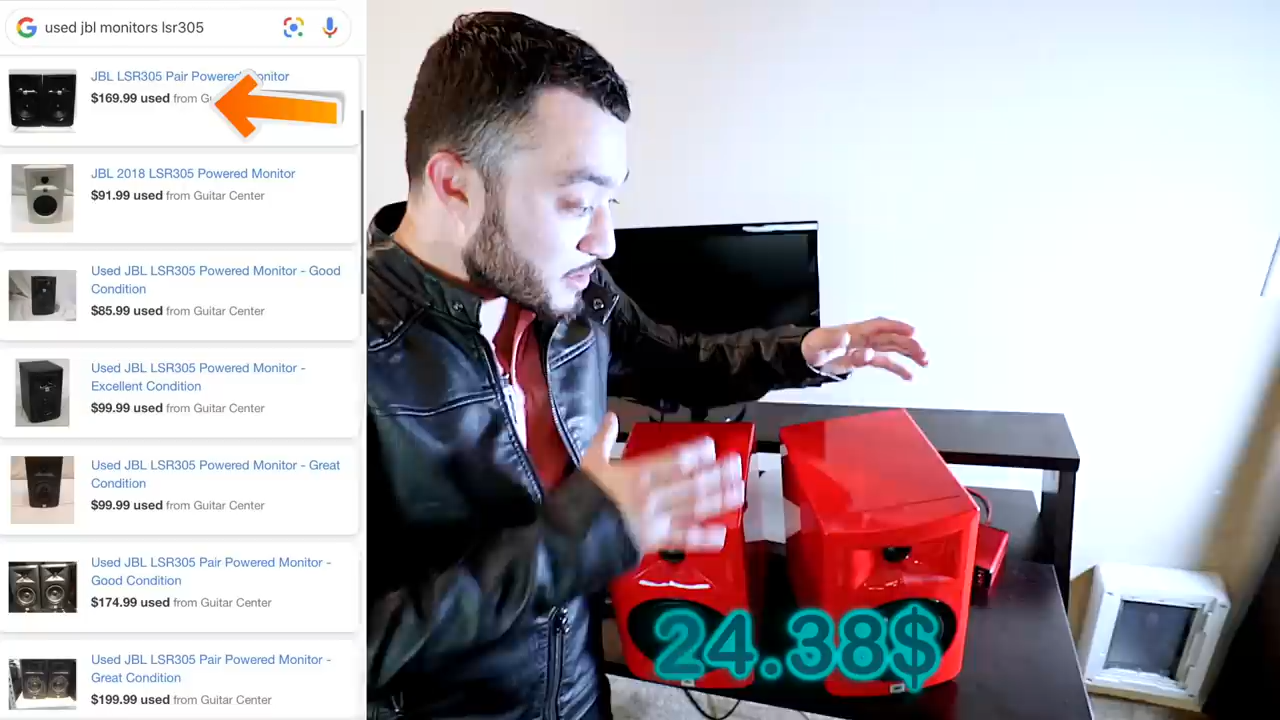 used jbl monitors lsr305
JBL LSR305 Pair Powered Monitor
$169.99 used from
JBL 2018 LSR305 Powered Monitor
$91.99 used from Guitar Center
Used JBL LSR305 Powered Monitor - Good
Condition
$85.99 used from Guitar Center
Used JBL LSR305 Powered Monitor -
Excellent Condition
$99.99 used from Guitar Center
Used JBL LSR305 Powered Monitor - Great
Condition
$99.99 used from Guitar Center
Used JBL LSR305 Pair Powered Monitor -
Good Condition
$174.99 used from Guitar Center
Used JBL LSR305 Pair Powered Monitor -
Great Condition
$199.99 used from Guitar Center
24.38$